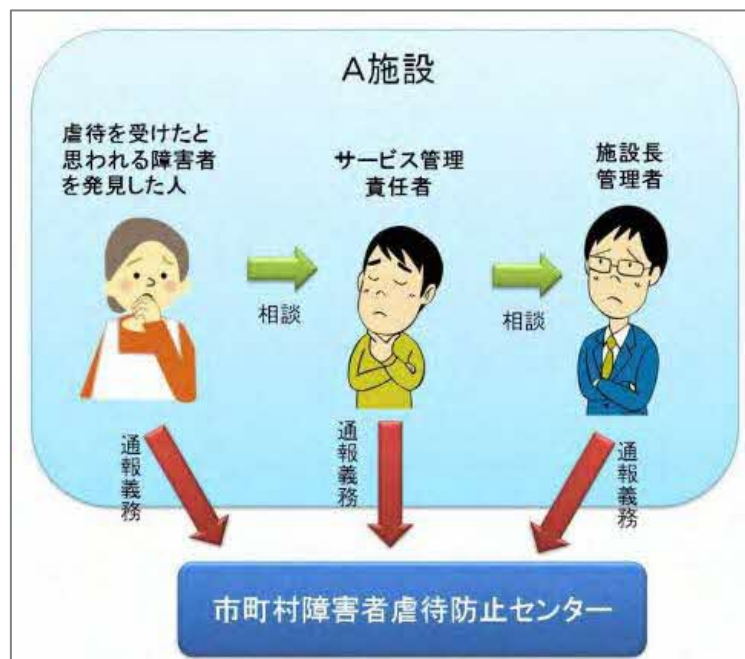 A施設
虐待を受けたと
思われる障害者
を発見した人
サービス管理
責任者
施設長
管理者
相談
相談
通報義務
通報義務
通報義務
市町村障害者虐待防止センター